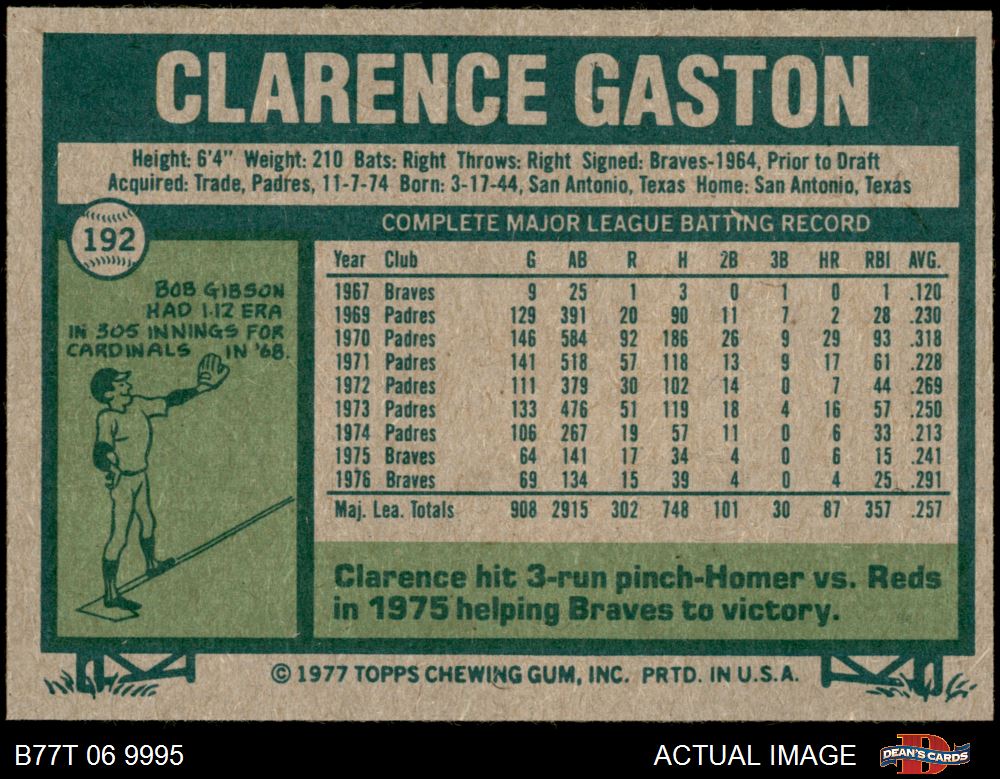 CLARENCE GASTON
Height: 6'4" Weight: 210 Bats: Right Throws: Right Signed: Braves-1964, Prior to Draft
Acquired: Trade, Padres, 11-7-74 Born: 3-17-44, San Antonio, Texas Home: San Antonio, Texas
192
COMPLETE MAJOR LEAGUE BATTING RECORD
BOB GIBSON
HAD 1.12 ERA
IN 305 INNINGS FOR
CARDINALS IN '68.
Year Club G AB R H 2B 3B HR RBI AVG.
1967 Braves 9 25 1 3 0 1 0 1 .120
1969 Padres 129 391 20 90 11 7 2 28 .230
1970 Padres 146 584 92 186 26 9 29 93 .318
1971 Padres 141 518 57 118 13 9 17 61 .228
1972 Padres 111 379 30 102 14 0 7 44 .269
1973 Padres 133 476 51 119 18 4 16 57 .250
1974 Padres 106 267 19 57 11 0 6 33 .213
1975 Braves 64 141 17 34 4 0 6 15 .241
1976 Braves 69 134 15 39 4 0 4 25 .291
Maj. Lea. Totals 908 2915 302 748 101 30 87 357 .257
Clarence hit 3-run pinch-Homer vs. Reds
in 1975 helping Braves to victory.
© 1977 TOPPS CHEWING GUM, INC. PRTD. IN U.S.A.
B77T 06 9995
ACTUAL IMAGE
D
DEAN'S CARDS